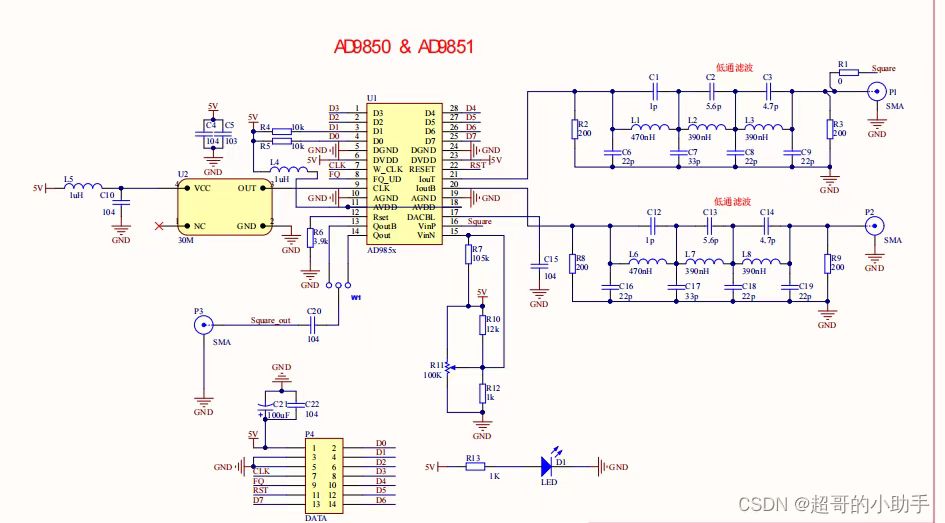 AD9850 & AD9851
低通滤波
R1
0
Square
C1
1p
C2
5.6p
C3
4.7p
P1
SMA
GND
R2
200
L1
470nH
L2
390nH
L3
390nH
R3
200
C6
22p
C7
33p
C8
22p
C9
22p
GND
5V
C4
104
C5
103
GND
5V
R4
10k
R5
10k
L4
1uH
U1
D3 1 D3 D4 28 D4
D2 2 D2 D5 27 D5
D1 3 D1 D6 26 D6
D0 4 D0 D7 25 D7
GND 5 DGND DGND 24 GND
5V 6 DVDD DVDD 23 5V
CLK 7 W_CLK RESET 22 RST
FQ 8 FQ_UD IouT 21
9 CLK IoutB 20
GND 10 AGND AGND 19 GND
11 AVDD AVDD 18
12 Rset DACBL 17
13 QoutB VinP 16 Square
14 Qout VinN 15
AD985x
5V
L5
1uH
C10
104
GND
U2
4 VCC OUT 3
1 NC GND 2
30M
GND
R6
3.9k
GND
W1
低通滤波
C12
1p
C13
5.6p
C14
4.7p
P2
SMA
GND
R8
200
L6
470nH
L7
390nH
L8
390nH
R9
200
C16
22p
C17
33p
C18
22p
C19
22p
GND
C15
104
GND
R7
105k
5V
R10
12k
R11
100K
R12
1k
GND
P3
Square_out
C20
104
SMA
GND
GND
C21
100uF
C22
104
5V
P4
1 2 D0
3 4 D1
GND 5 6 D2
CLK 7 8 D3
FQ 9 10 D4
RST 11 12 D5
D7 13 14 D6
DATA
5V
R13
1K
D1
LED
GND
CSDN @超哥的小助手